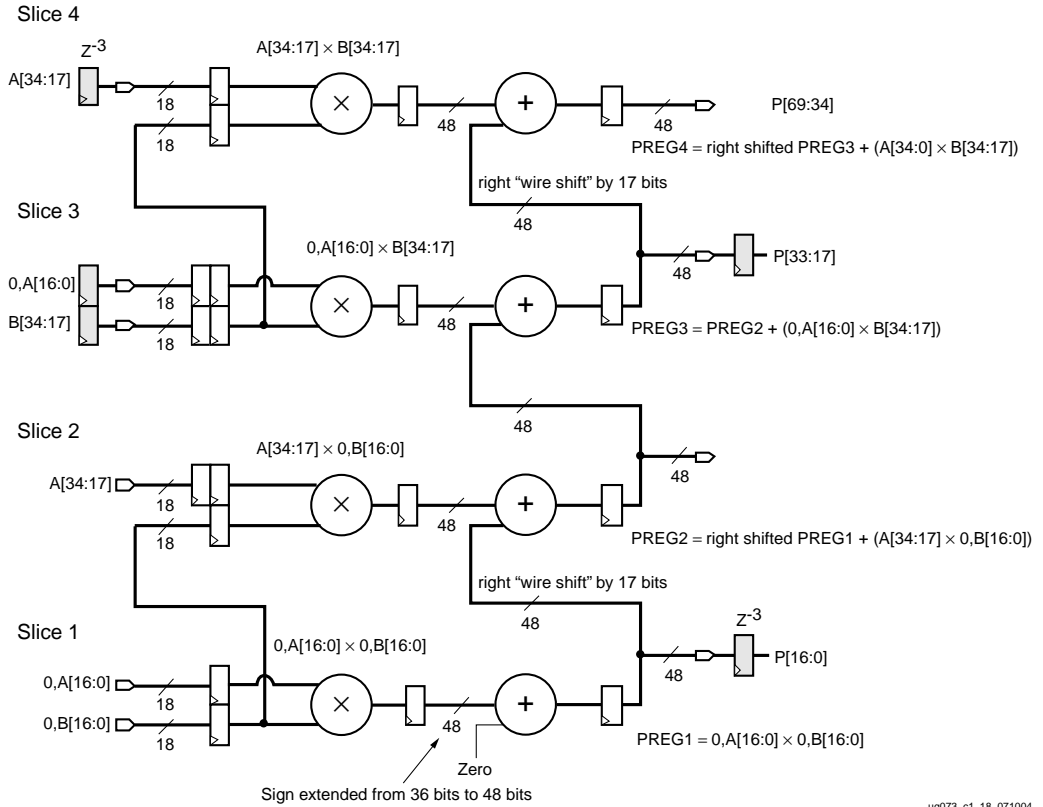 Slice 4
Z-3
A[34:17] × B[34:17]
A[34:17]
18
18
×
48
+
48
P[69:34]
PREG4 = right shifted PREG3 + (A[34:0] × B[34:17])
right “wire shift” by 17 bits
48
Slice 3
0,A[16:0] × B[34:17]
0,A[16:0]
B[34:17]
18
18
×
48
+
48
P[33:17]
PREG3 = PREG2 + (0,A[16:0] × B[34:17])
48
Slice 2
A[34:17] × 0,B[16:0]
A[34:17]
18
18
×
48
+
48
PREG2 = right shifted PREG1 + (A[34:17] × 0,B[16:0])
right “wire shift” by 17 bits
48
Slice 1
Z-3
0,A[16:0] × 0,B[16:0]
0,A[16:0]
0,B[16:0]
18
18
×
48
+
48
P[16:0]
PREG1 = 0,A[16:0] × 0,B[16:0]
Zero
Sign extended from 36 bits to 48 bits
ug073_c1_18_071004